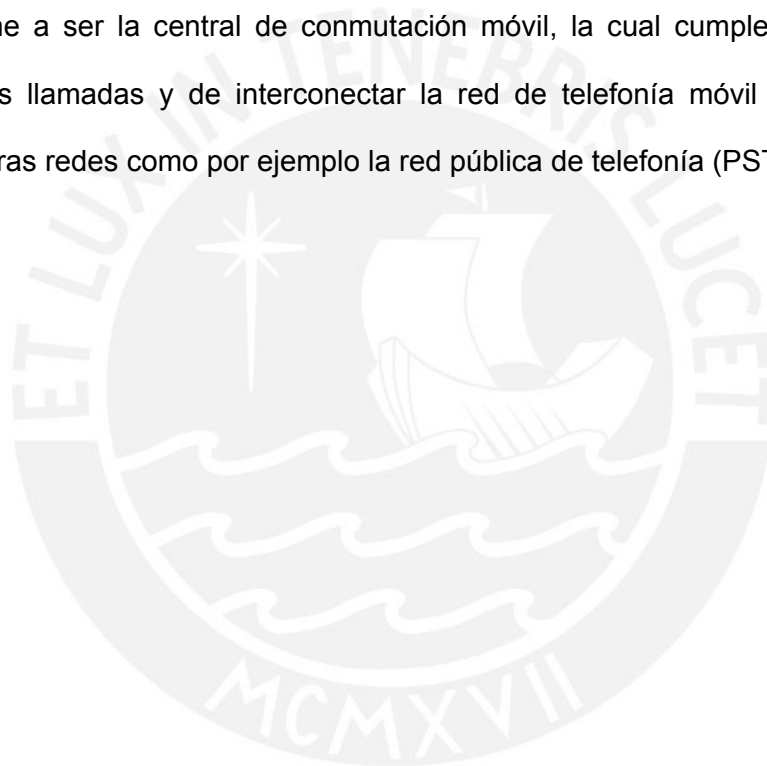 ne a ser la central de conmutación móvil, la cual cumple
s llamadas y de interconectar la red de telefonía móvil
ras redes como por ejemplo la red pública de telefonía (PST
ET LUX IN TENEBRIS LUCET
MCMXVII